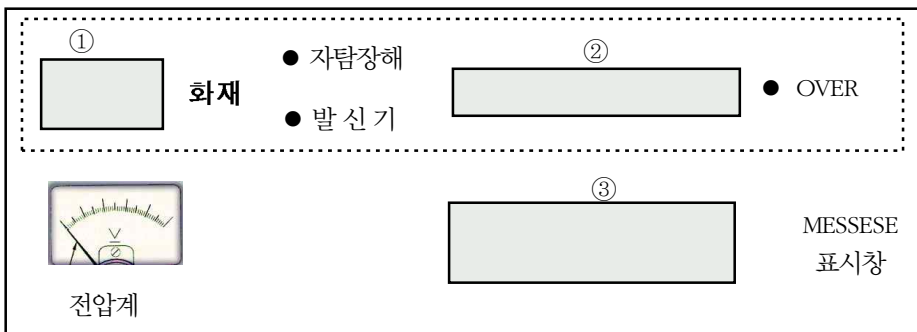 ①
● 자탐장해
②
화재
● OVER
● 발 신 기
③
MESSESE
표시창
V
전압계